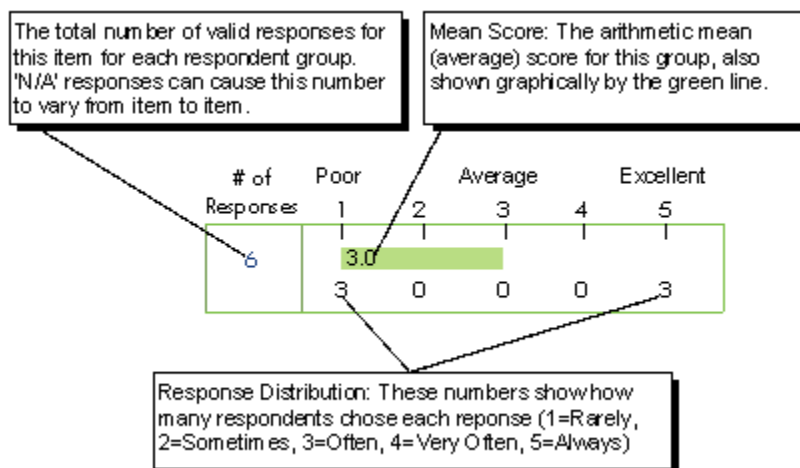 The total number of valid responses for
this item for each respondent group.
'N/A' responses can cause this number
to vary from item to item.
Mean Score: The arithmetic mean
(average) score for this group, also
shown graphically by the green line.
# of
Responses
Poor Average Excellent
1 2 3 4 5
6
3.0
3 0 0 0 3
Response Distribution: These numbers show how
many respondents chose each reponse (1=Rarely,
2=Sometimes, 3=Often, 4=Very Often, 5=Always)